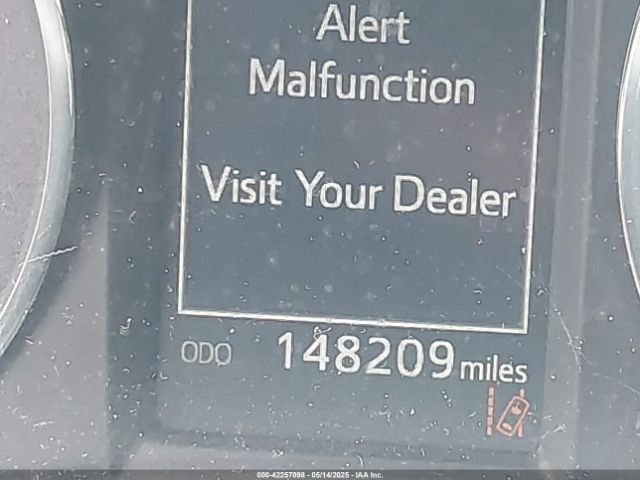 Alert
Malfunction
Visit Your Dealer
ODO 148209 miles
000-42257098 - 05/14/2025 - IAA Inc.